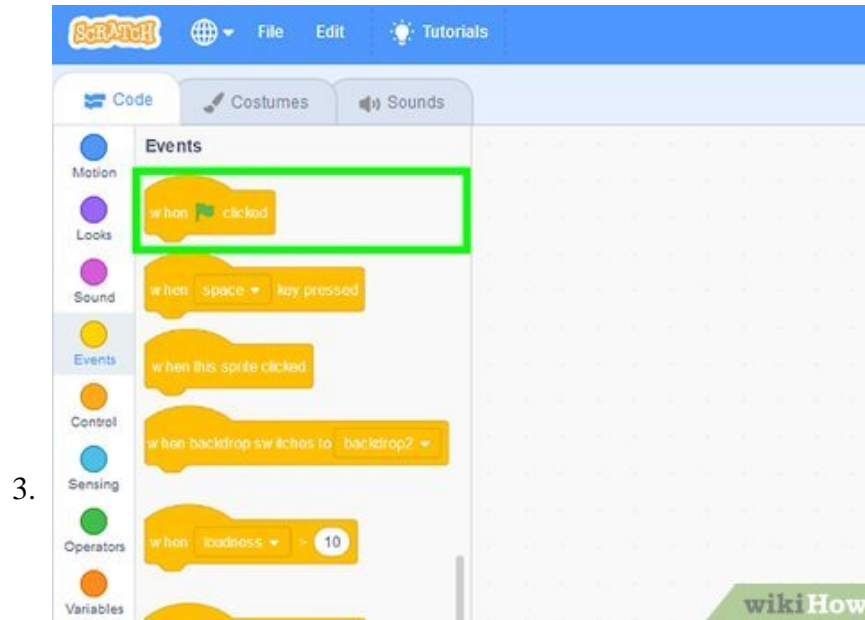 SCRATCH File Edit Tutorials
Code Costumes Sounds
Events
Motion
Looks
Sound
Events
Control
Sensing
Operators
Variables
when clicked
when space key pressed
when this sprite clicked
when backdrop switches to backdrop2
when loudness > 10
3.
wikiHow